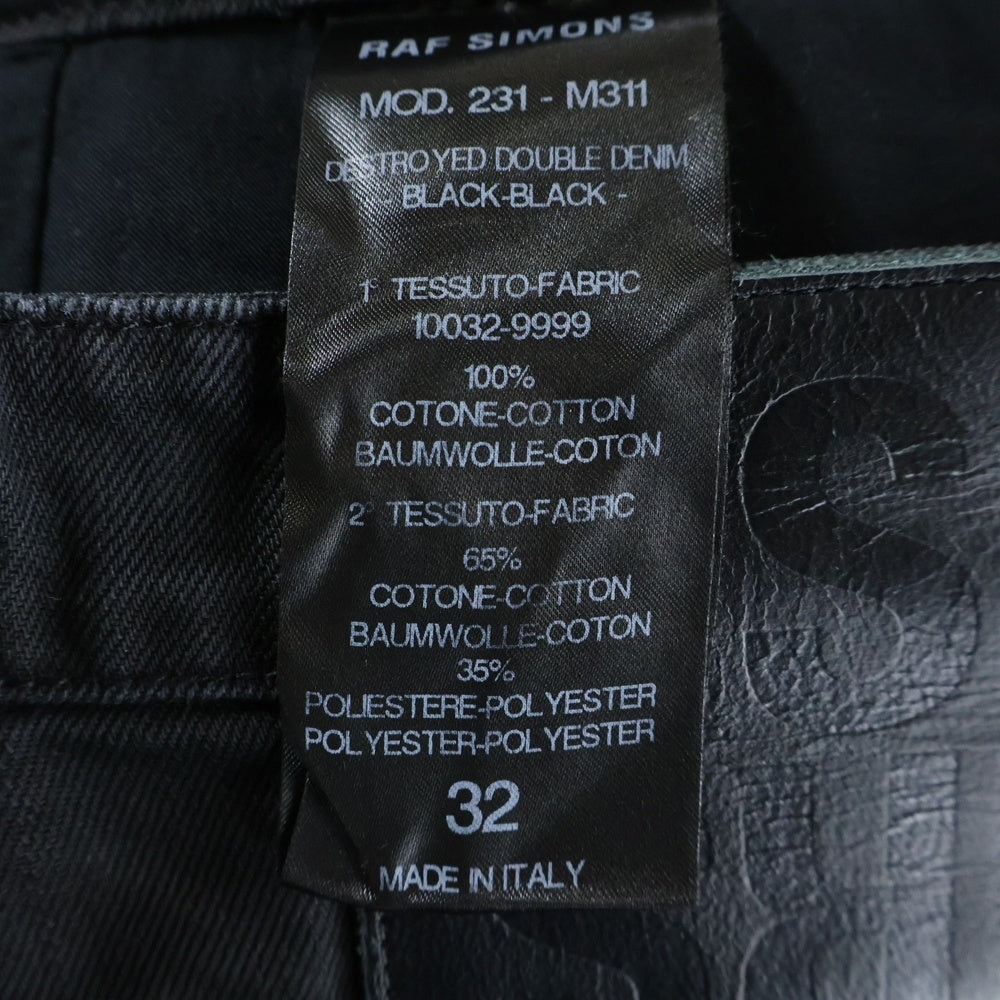 RAF SIMONS
MOD. 231 - M311
DESTROYED DOUBLE DENIM
- BLACK-BLACK -
1° TESSUTO-FABRIC
10032-9999
100%
COTONE-COTTON
BAUMWOLLE-COTON
2° TESSUTO-FABRIC
65%
COTONE-COTTON
BAUMWOLLE-COTON
35%
POLIESTERE-POLYESTER
POLYESTER-POLYESTER
32
MADE IN ITALY